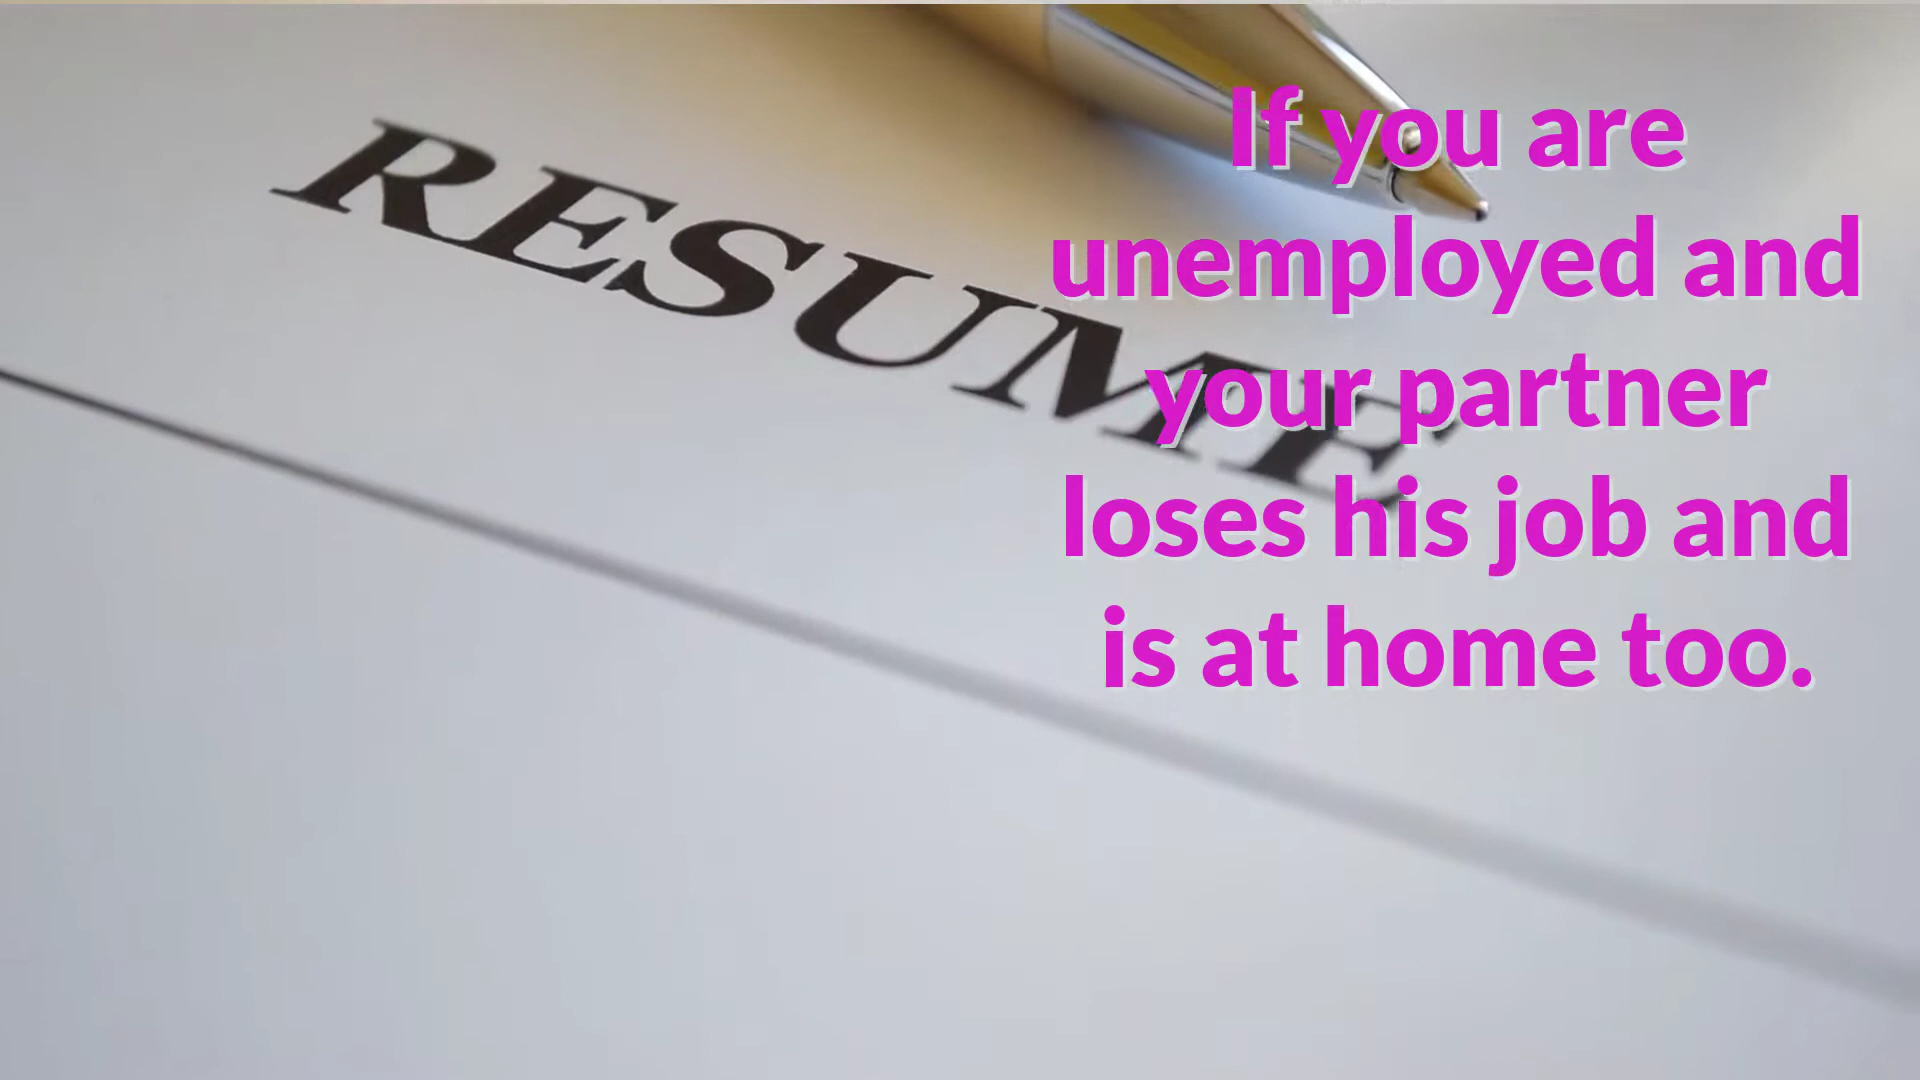 RESUME
If you are
unemployed and
your partner
loses his job and
is at home too.